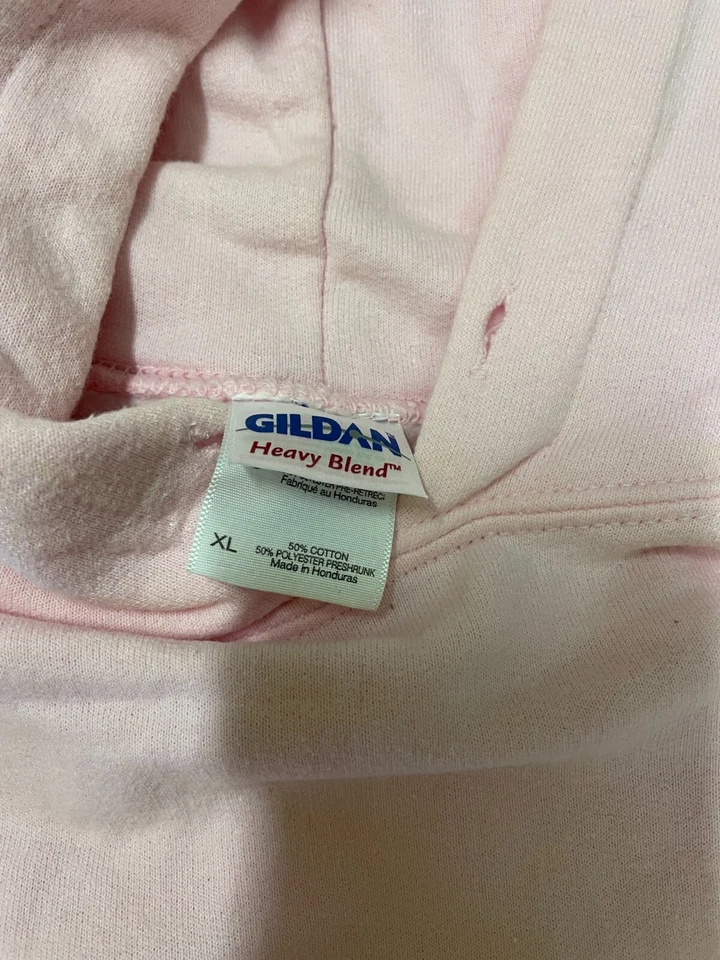 GILDAN
Heavy Blend™
Fabriqué au Honduras
XL
50% COTTON
50% POLYESTER PRESHRUNK
Made in Honduras